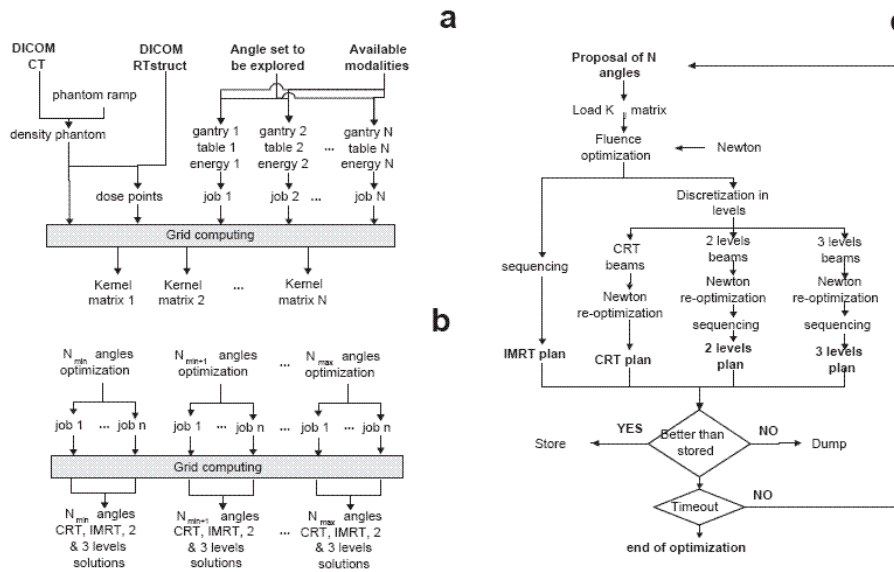 a
DICOM
CT
DICOM
RTstruct
Angle set to
be explored
Available
modalities
phantom ramp
density phantom
gantry 1
table 1
energy 1
gantry 2
table 2
energy 2
...
gantry N
table N
energy N
dose points
job 1
job 2
...
job N
Grid computing
Kernel
matrix 1
Kernel
matrix 2
...
Kernel
matrix N
b
Nmin angles
optimization
Nmin+1 angles
optimization
...
Nmax angles
optimization
job 1 ... job n
job 1 ... job n
...
job 1 ... job n
Grid computing
Nmin angles
CRT, IMRT, 2
& 3 levels
solutions
Nmin+1 angles
CRT, IMRT, 2
& 3 levels
solutions
...
Nmax angles
CRT, IMRT, 2
& 3 levels
solutions
Proposal of N
angles
Load K matrix
Fluence
optimization
Newton
Discretization in
levels
sequencing
IMRT plan
CRT
beams
Newton
re-optimization
CRT plan
2 levels
beams
Newton
re-optimization
sequencing
2 levels
plan
3 levels
beams
Newton
re-optimization
sequencing
3 levels
plan
YES
Better than
stored
NO
Store
Dump
Timeout
NO
end of optimization